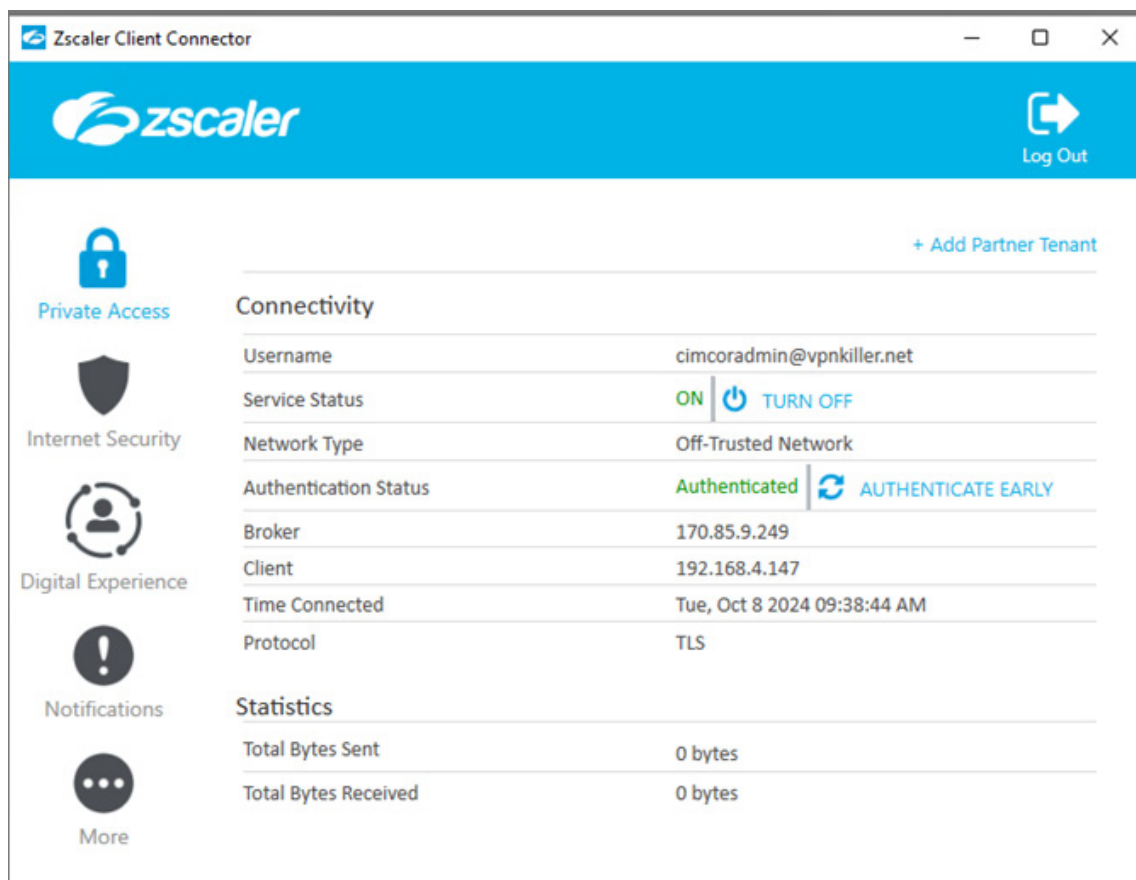 Zscaler Client Connector
zscaler
Log Out
+ Add Partner Tenant
Private Access
Connectivity
Username cimcoradmin@vpnkiller.net
Service Status ON TURN OFF
Internet Security
Network Type Off-Trusted Network
Authentication Status Authenticated AUTHENTICATE EARLY
Broker 170.85.9.249
Client 192.168.4.147
Digital Experience
Time Connected Tue, Oct 8 2024 09:38:44 AM
Protocol TLS
Notifications
Statistics
Total Bytes Sent 0 bytes
Total Bytes Received 0 bytes
More